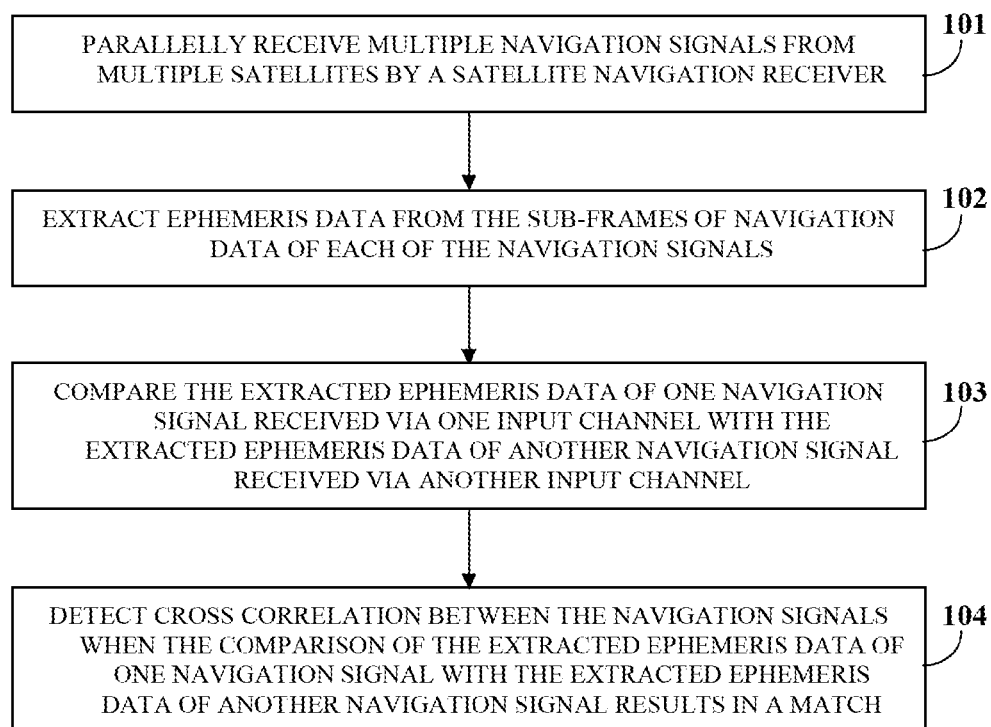 PARALLELY RECEIVE MULTIPLE NAVIGATION SIGNALS FROM
MULTIPLE SATELLITES BY A SATELLITE NAVIGATION RECEIVER
101
EXTRACT EPHEMERIS DATA FROM THE SUB-FRAMES OF NAVIGATION
DATA OF EACH OF THE NAVIGATION SIGNALS
102
COMPARE THE EXTRACTED EPHEMERIS DATA OF ONE NAVIGATION
SIGNAL RECEIVED VIA ONE INPUT CHANNEL WITH THE
EXTRACTED EPHEMERIS DATA OF ANOTHER NAVIGATION SIGNAL
RECEIVED VIA ANOTHER INPUT CHANNEL
103
DETECT CROSS CORRELATION BETWEEN THE NAVIGATION SIGNALS
WHEN THE COMPARISON OF THE EXTRACTED EPHEMERIS DATA OF
ONE NAVIGATION SIGNAL WITH THE EXTRACTED EPHEMERIS
DATA OF ANOTHER NAVIGATION SIGNAL RESULTS IN A MATCH
104